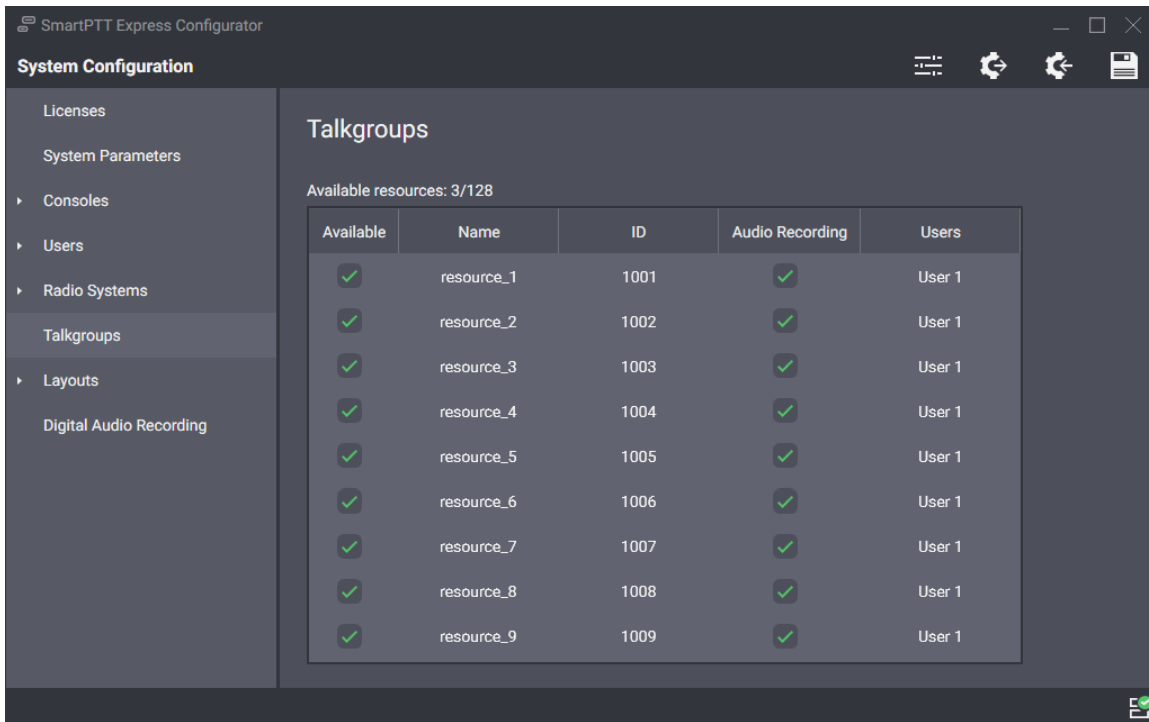 SmartPTT Express Configurator
System Configuration
Licenses
System Parameters
Consoles
Users
Radio Systems
Talkgroups
Layouts
Digital Audio Recording
Talkgroups
Available resources: 3/128
Available Name ID Audio Recording Users
resource_1 1001 User 1
resource_2 1002 User 1
resource_3 1003 User 1
resource_4 1004 User 1
resource_5 1005 User 1
resource_6 1006 User 1
resource_7 1007 User 1
resource_8 1008 User 1
resource_9 1009 User 1